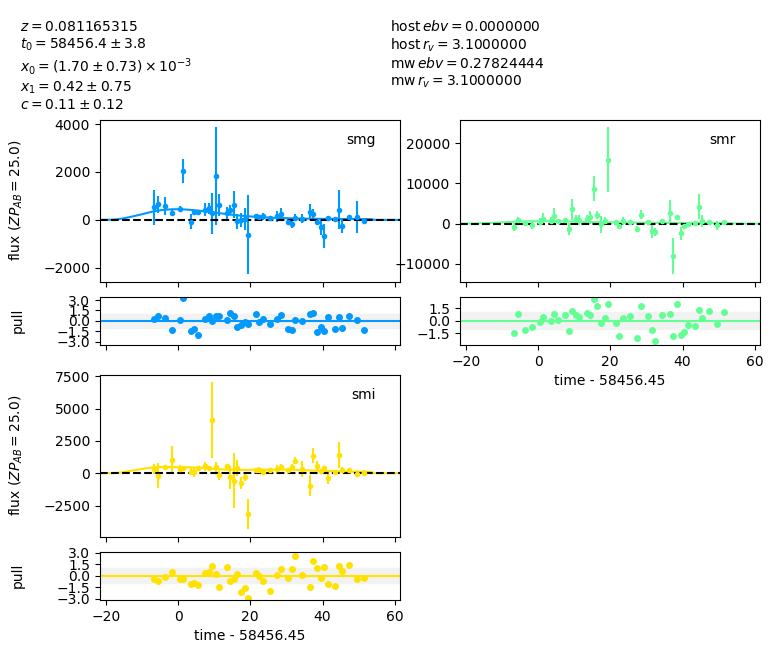 z = 0.081165315
t₀ = 58456.4 ± 3.8
x₀ = (1.70 ± 0.73) × 10⁻³
x₁ = 0.42 ± 0.75
c = 0.11 ± 0.12
host ebv = 0.0000000
host r_v = 3.1000000
mw ebv = 0.27824444
mw r_v = 3.1000000
smg
flux (ZP_AB = 25.0)
4000
2000
0
−2000
pull
3.0
1.5
0.0
−1.5
−3.0
smr
20000
10000
0
−10000
1.5
0.0
−1.5
−20 0 20 40 60
time - 58456.45
smi
flux (ZP_AB = 25.0)
7500
5000
2500
0
−2500
pull
3.0
1.5
0.0
−1.5
−3.0
−20 0 20 40 60
time - 58456.45